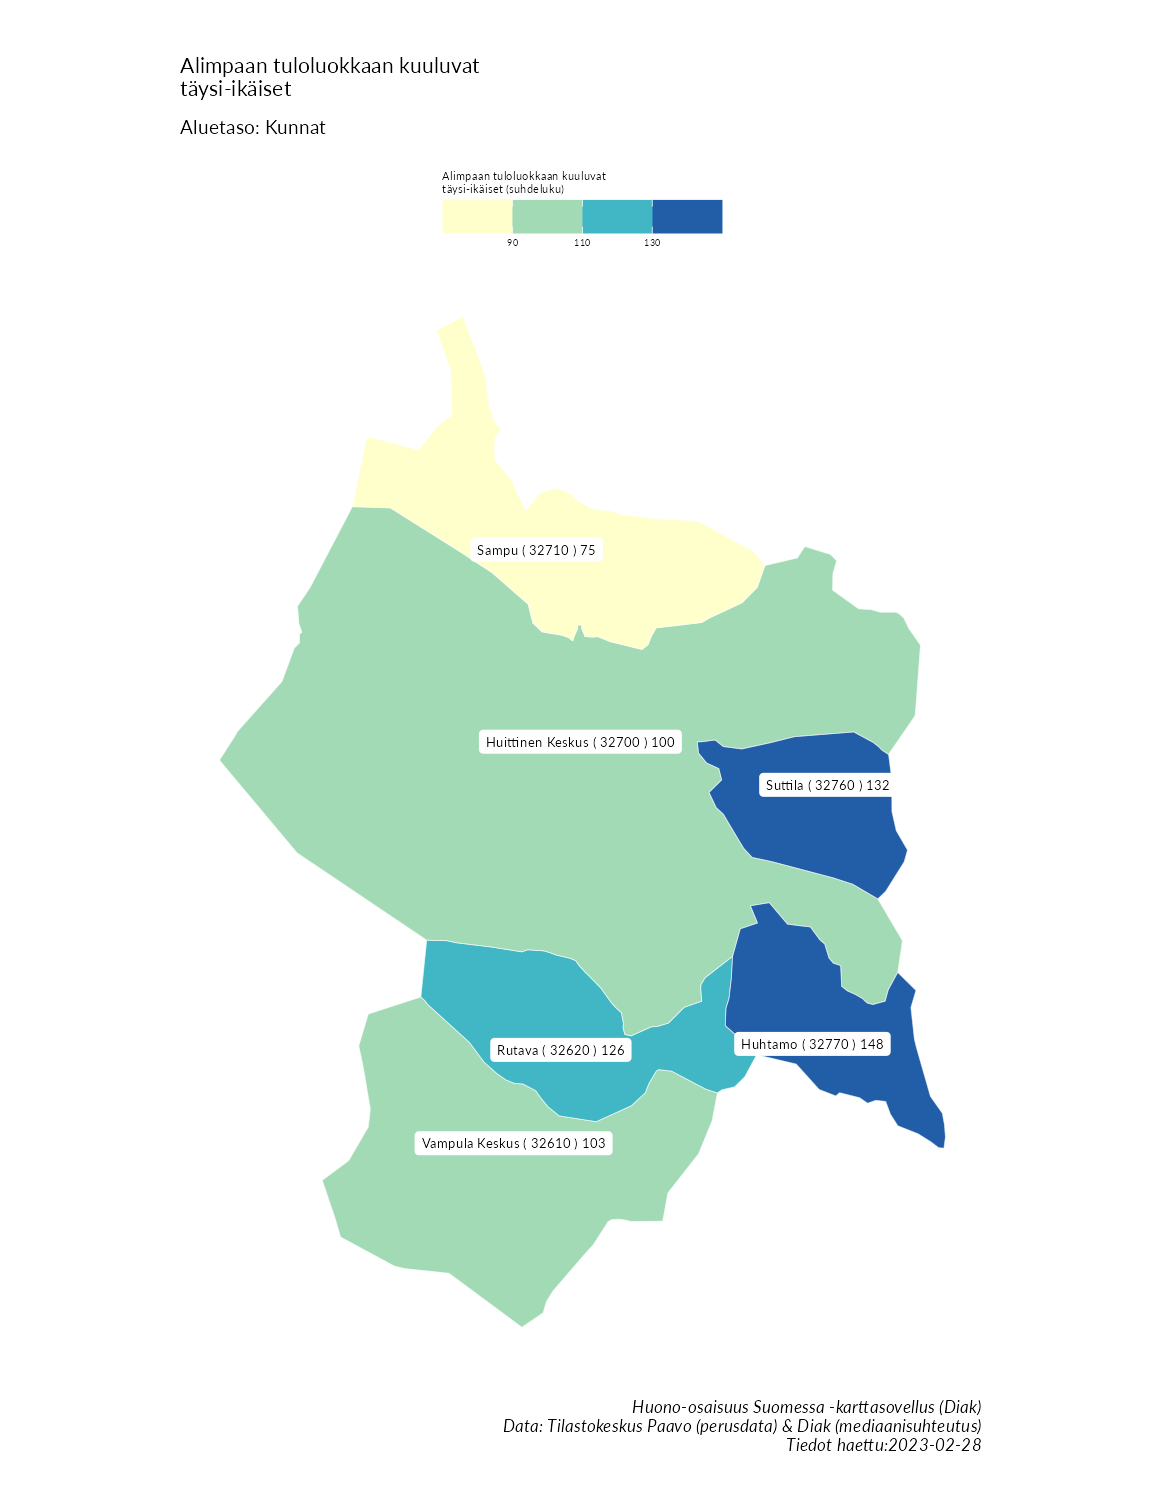 Alimpaan tuloluokkaan kuuluvat
täysi-ikäiset
Aluetaso: Kunnat
Alimpaan tuloluokkaan kuuluvat
täysi-ikäiset (suhdeluku)
90 110 130
Sampu ( 32710 ) 75
Huittinen Keskus ( 32700 ) 100
Suttila ( 32760 ) 132
Huhtamo ( 32770 ) 148
Rutava ( 32620 ) 126
Vampula Keskus ( 32610 ) 103
Huono-osaisuus Suomessa -karttasovellus (Diak)
Data: Tilastokeskus Paavo (perusdata) & Diak (mediaanisuhteutus)
Tiedot haettu:2023-02-28